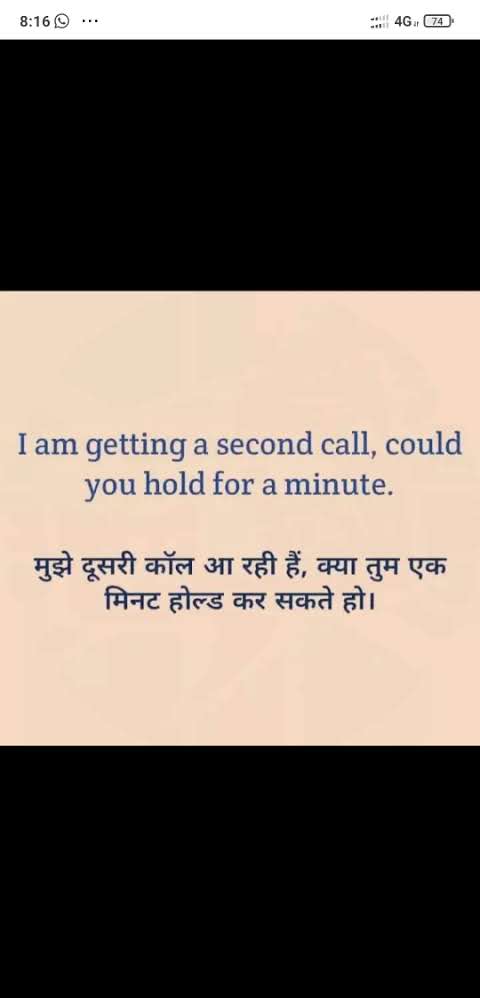 8:16 ...
4G 74
I am getting a second call, could
you hold for a minute.
मुझे दूसरी कॉल आ रही हैं, क्या तुम एक
मिनट होल्ड कर सकते हो।